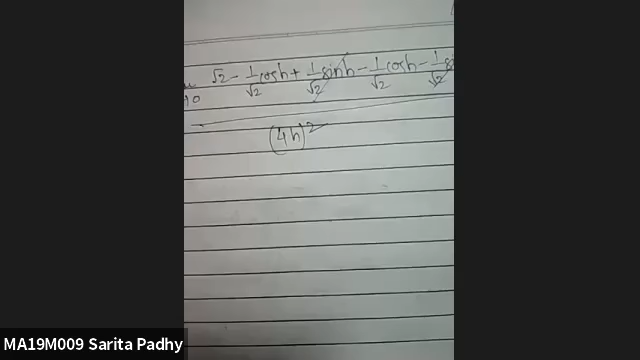 √2 - 1/√2 cosh + 1/√2 sinh - 1/√2 cosh - 1/√2
(4h)²
MA19M009 Sarita Padhy